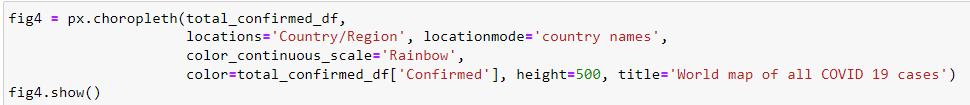 fig4 = px.choropleth(total_confirmed_df,
locations='Country/Region', locationmode='country names',
color_continuous_scale='Rainbow',
color=total_confirmed_df['Confirmed'], height=500, title='World map of all COVID 19 cases')
fig4.show()